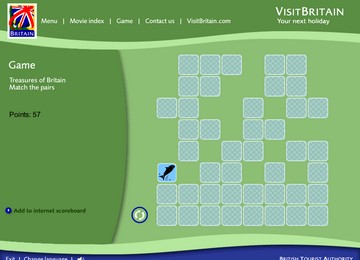 BRITAIN
Menu | Movie index | Game | Contact us | VisitBritain.com
VISITBRITAIN
Your next holiday
Game
Treasures of Britain
Match the pairs
Points: 57
Add to internet scoreboard
Exit | Change language |
BRITISH TOURIST AUTHORITY